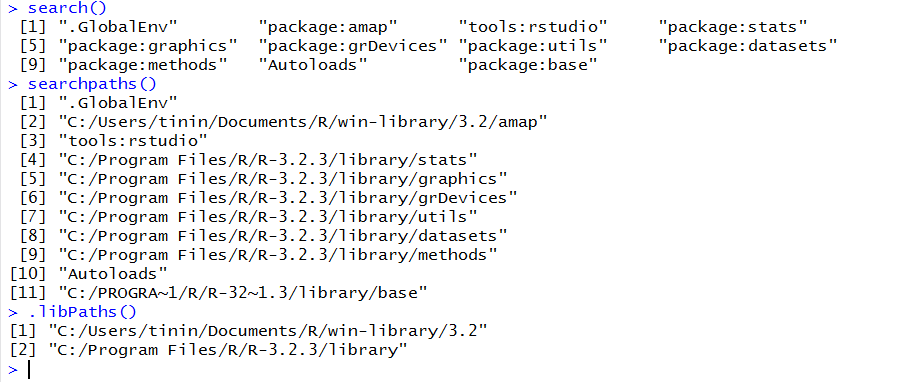 > search()
 [1] ".GlobalEnv"        "package:amap"      "tools:rstudio"     "package:stats"
 [5] "package:graphics"  "package:grDevices" "package:utils"     "package:datasets"
 [9] "package:methods"   "Autoloads"         "package:base"
> searchpaths()
 [1] ".GlobalEnv"
 [2] "C:/Users/tinin/Documents/R/win-library/3.2/amap"
 [3] "tools:rstudio"
 [4] "C:/Program Files/R/R-3.2.3/library/stats"
 [5] "C:/Program Files/R/R-3.2.3/library/graphics"
 [6] "C:/Program Files/R/R-3.2.3/library/grDevices"
 [7] "C:/Program Files/R/R-3.2.3/library/utils"
 [8] "C:/Program Files/R/R-3.2.3/library/datasets"
 [9] "C:/Program Files/R/R-3.2.3/library/methods"
[10] "Autoloads"
[11] "C:/PROGRA~1/R/R-32~1.3/library/base"
> .libPaths()
[1] "C:/Users/tinin/Documents/R/win-library/3.2"
[2] "C:/Program Files/R/R-3.2.3/library"
>